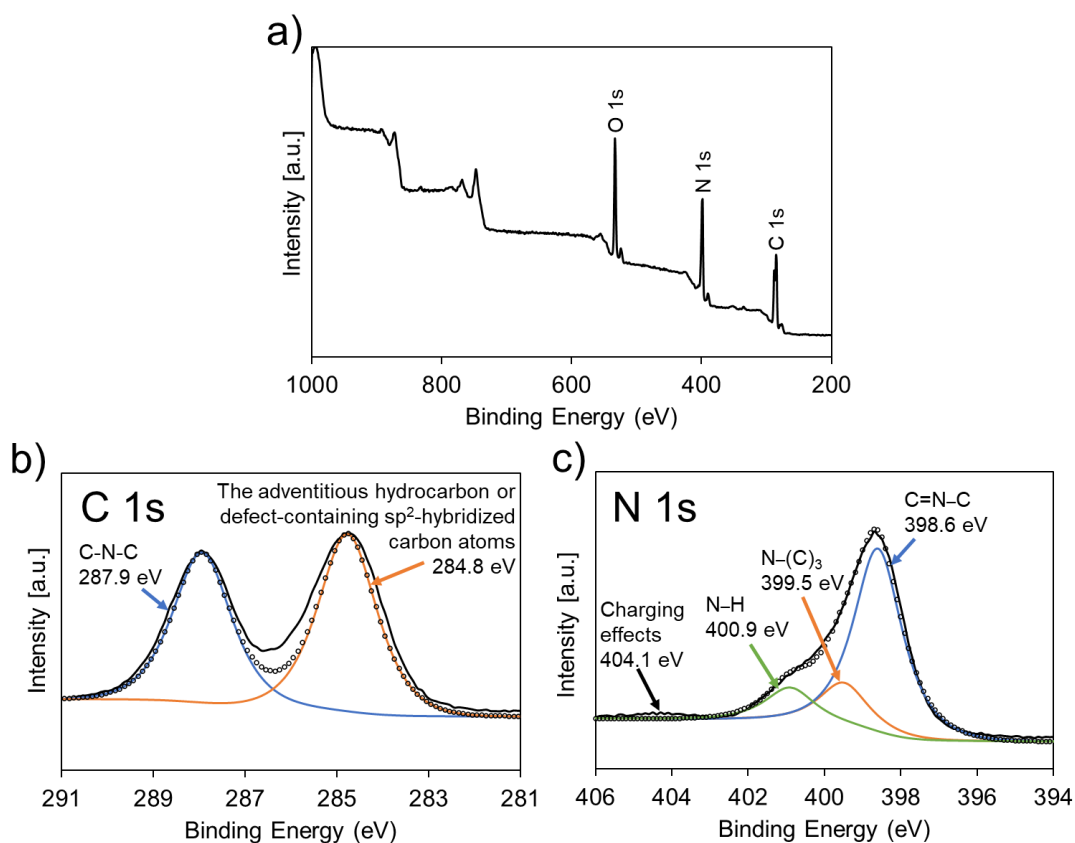 a)
Intensity [a.u.]
O 1s
N 1s
C 1s
1000
800
600
400
200
Binding Energy (eV)
b)
C 1s
The adventitious hydrocarbon or
defect-containing sp²-hybridized
carbon atoms
284.8 eV
C-N-C
287.9 eV
Intensity [a.u.]
291
289
287
285
283
281
Binding Energy (eV)
c)
N 1s
C=N–C
398.6 eV
N–(C)₃
399.5 eV
N–H
400.9 eV
Charging
effects
404.1 eV
Intensity [a.u.]
406
404
402
400
398
396
394
Binding Energy (eV)